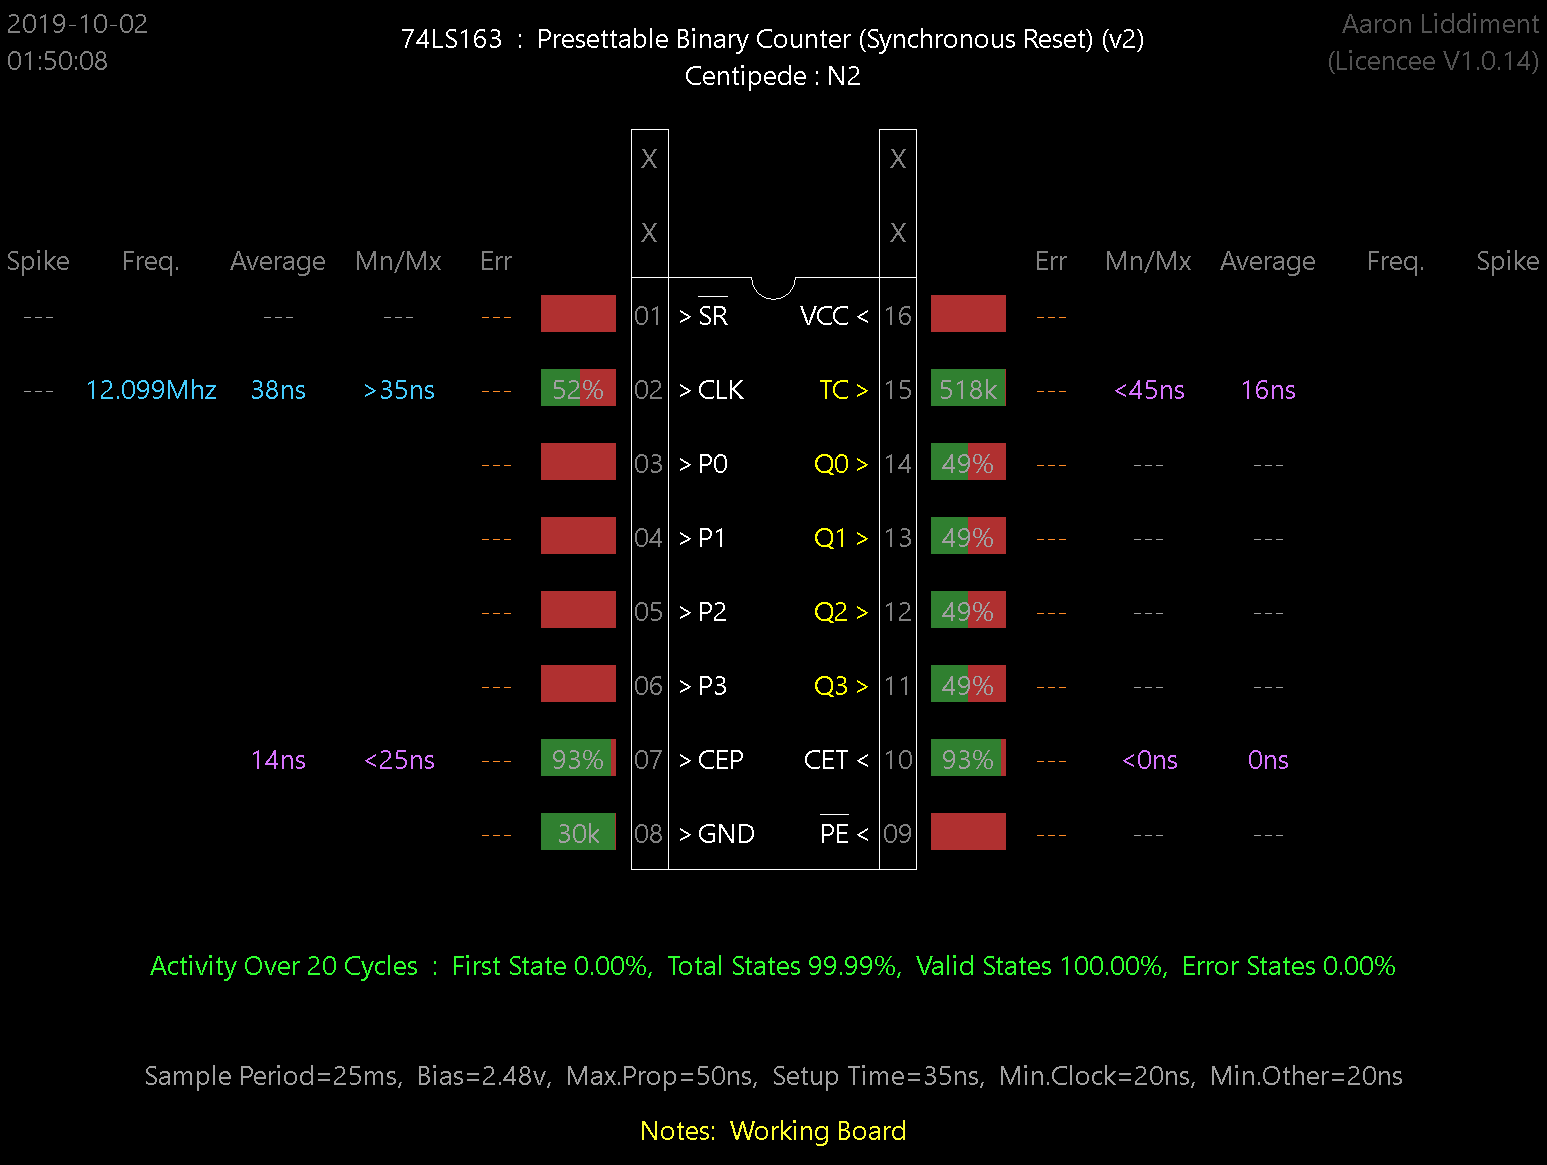 2019-10-02
01:50:08
74LS163 : Presettable Binary Counter (Synchronous Reset) (v2)
Centipede : N2
Aaron Liddiment
(Licencee V1.0.14)
X X
X X
Spike Freq. Average Mn/Mx Err Err Mn/Mx Average Freq. Spike
--- --- --- --- 01 > SR VCC < 16 ---
--- 12.099Mhz 38ns >35ns --- 52% 02 > CLK TC > 15 518k --- <45ns 16ns
--- 03 > P0 Q0 > 14 49% --- --- ---
--- 04 > P1 Q1 > 13 49% --- --- ---
--- 05 > P2 Q2 > 12 49% --- --- ---
--- 06 > P3 Q3 > 11 49% --- --- ---
14ns <25ns --- 93% 07 > CEP CET < 10 93% --- <0ns 0ns
--- 30k 08 > GND PE < 09 --- --- ---
Activity Over 20 Cycles : First State 0.00%, Total States 99.99%, Valid States 100.00%, Error States 0.00%
Sample Period=25ms, Bias=2.48v, Max.Prop=50ns, Setup Time=35ns, Min.Clock=20ns, Min.Other=20ns
Notes: Working Board